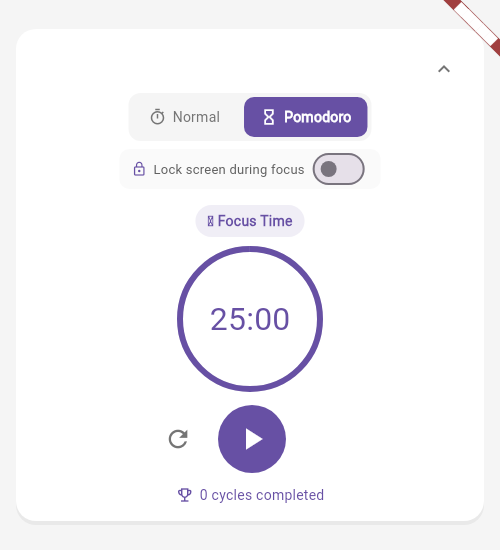 Normal
Pomodoro
Lock screen during focus
Focus Time
25:00
0 cycles completed